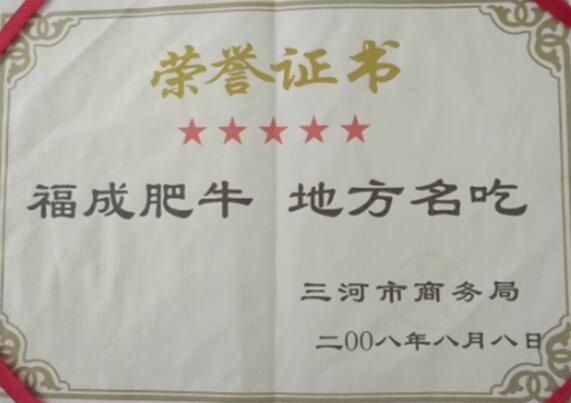 荣誉证书
福成肥牛 地方名吃
三河市商务局
二00八年八月八日